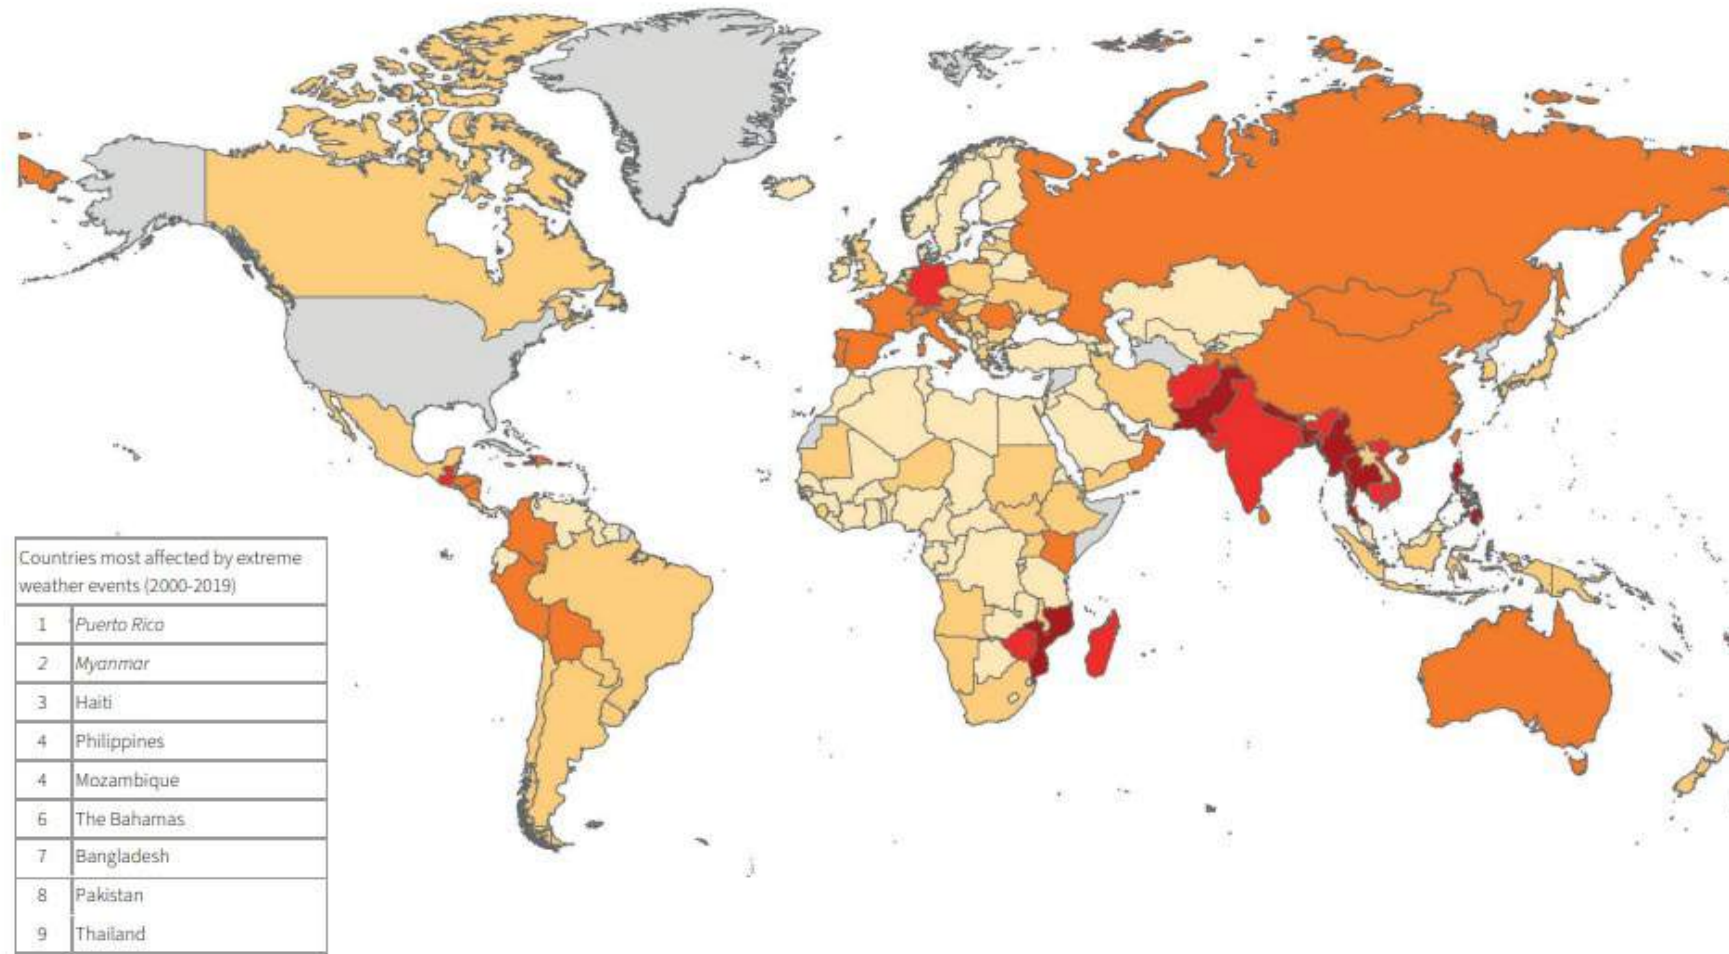 Countries most affected by extreme
weather events (2000-2019)
1 Puerto Rico
2 Myanmar
3 Haiti
4 Philippines
4 Mozambique
6 The Bahamas
7 Bangladesh
8 Pakistan
9 Thailand